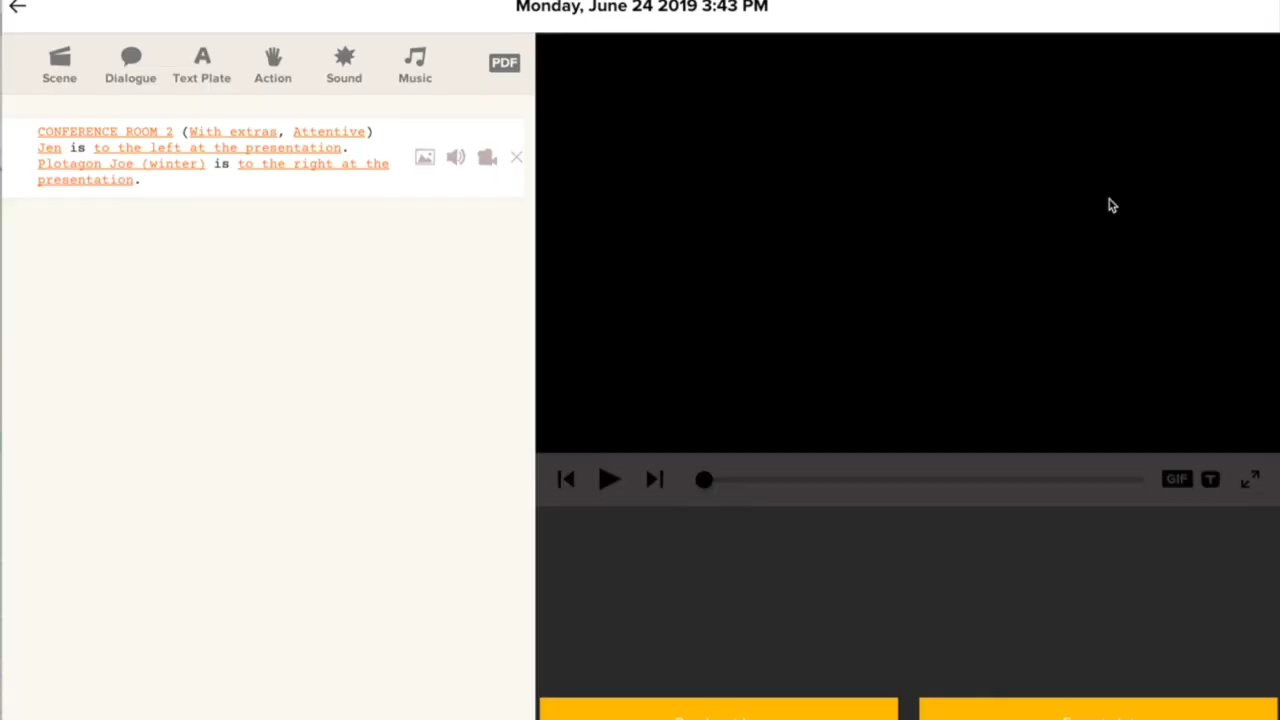 Monday, June 24 2019 3:43 PM
Scene Dialogue Text Plate Action Sound Music PDF
CONFERENCE ROOM 2 (With extras, Attentive)
Jen is to the left at the presentation.
Plotagon Joe (winter) is to the right at the
presentation.
GIF T